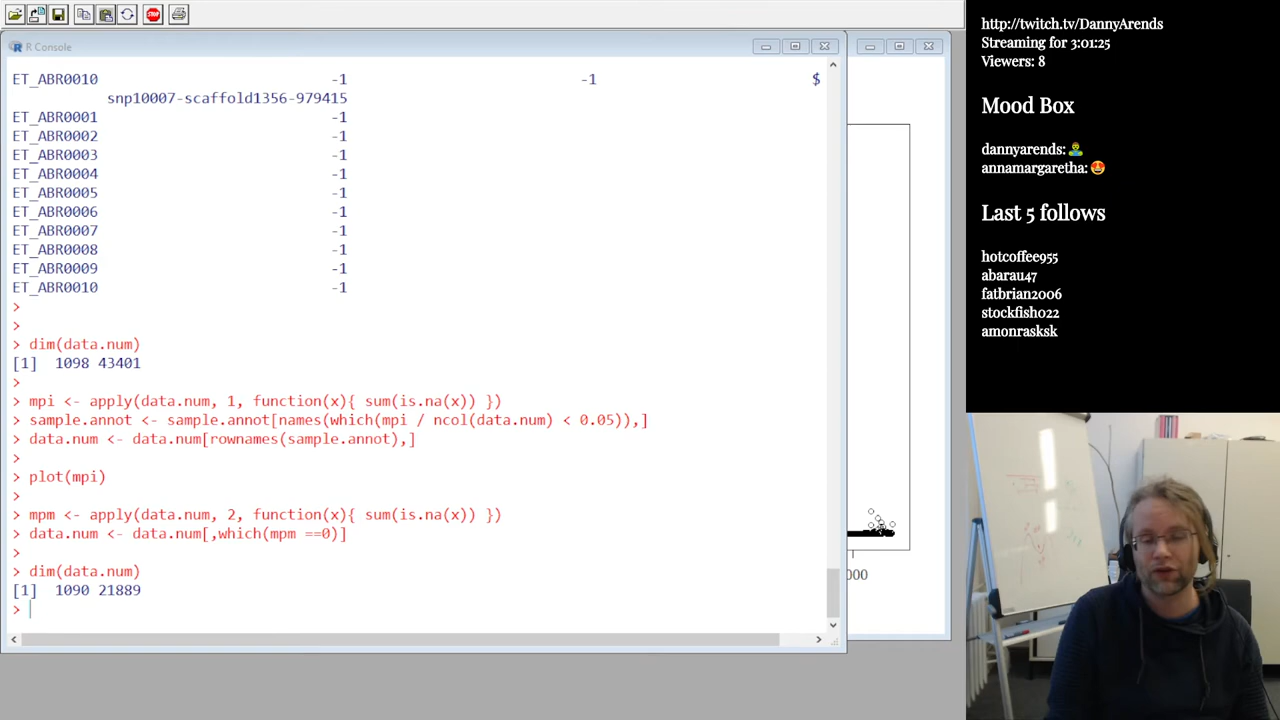 R Console
ET_ABR0010 -1 -1 $
snp10007-scaffold1356-979415
ET_ABR0001 -1
ET_ABR0002 -1
ET_ABR0003 -1
ET_ABR0004 -1
ET_ABR0005 -1
ET_ABR0006 -1
ET_ABR0007 -1
ET_ABR0008 -1
ET_ABR0009 -1
ET_ABR0010 -1
>
>
> dim(data.num)
[1] 1098 43401
>
> mpi <- apply(data.num, 1, function(x){ sum(is.na(x)) })
> sample.annot <- sample.annot[names(which(mpi / ncol(data.num) < 0.05)),]
> data.num <- data.num[rownames(sample.annot),]
>
> plot(mpi)
>
> mpm <- apply(data.num, 2, function(x){ sum(is.na(x)) })
> data.num <- data.num[,which(mpm ==0)]
>
> dim(data.num)
[1] 1090 21889
>
STOP
000
http://twitch.tv/DannyArends
Streaming for 3:01:25
Viewers: 8
Mood Box
dannyarends: 🧟‍♂️
annamargaretha: 😍
Last 5 follows
hotcoffee955
abarau47
fatbrian2006
stockfish022
amonrasksk